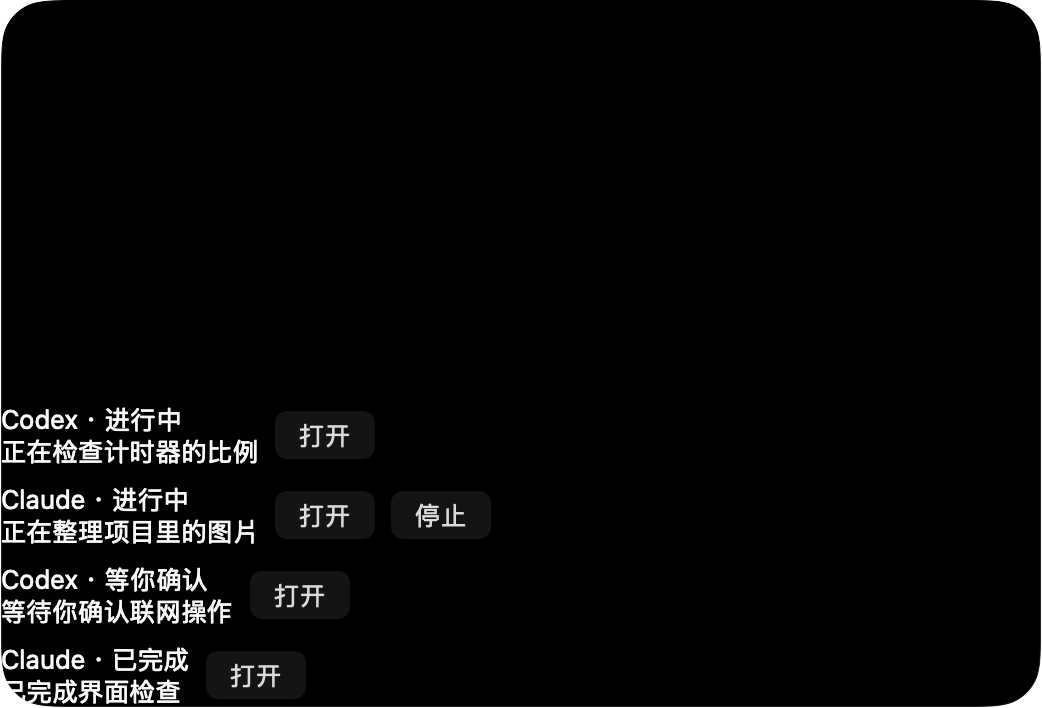 Codex · 进行中
正在检查计时器的比例
打开
Claude · 进行中
正在整理项目里的图片
打开
停止
Codex · 等你确认
等待你确认联网操作
打开
Claude · 已完成
已完成界面检查
打开